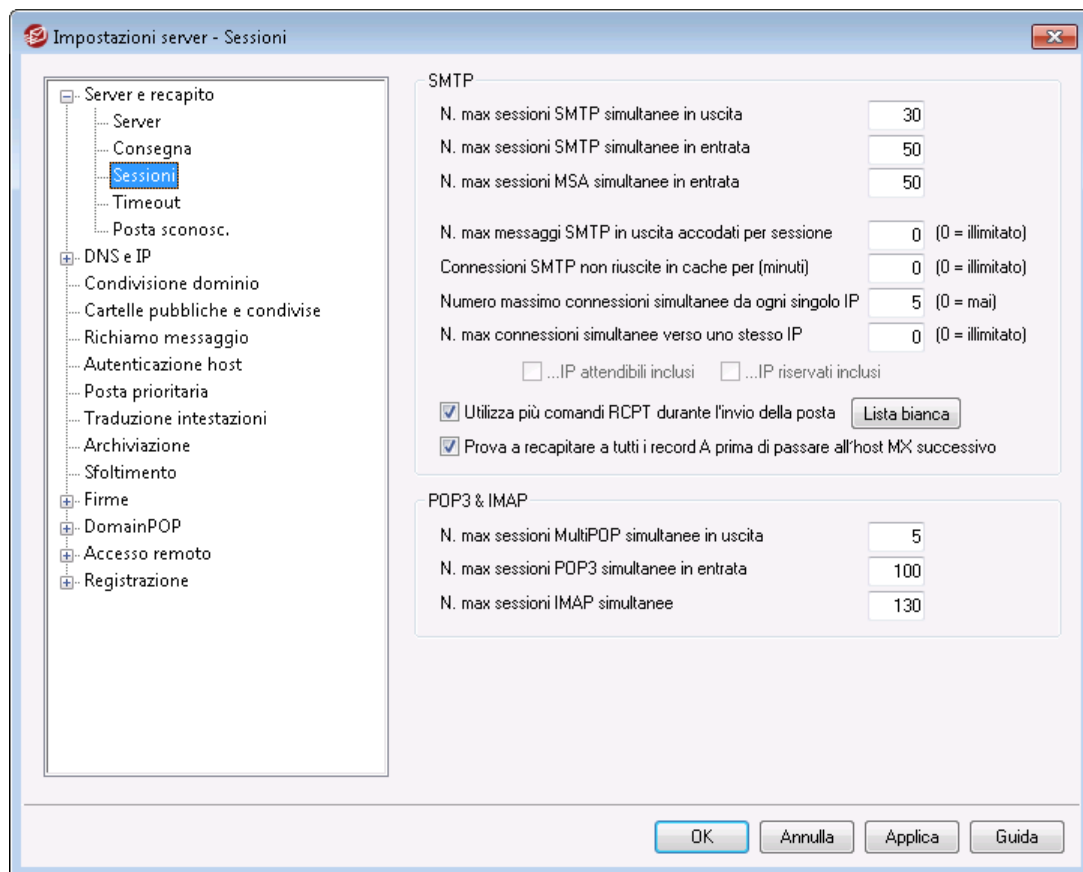 Impostazioni server - Sessioni
Server e recapito
Server
Consegna
Sessioni
Timeout
Posta sconosc.
DNS e IP
Condivisione dominio
Cartelle pubbliche e condivise
Richiamo messaggio
Autenticazione host
Posta prioritaria
Traduzione intestazioni
Archiviazione
Sfoltimento
Firme
DomainPOP
Accesso remoto
Registrazione
SMTP
N. max sessioni SMTP simultanee in uscita 30
N. max sessioni SMTP simultanee in entrata 50
N. max sessioni MSA simultanee in entrata 50
N. max messaggi SMTP in uscita accodati per sessione 0 (0 = illimitato)
Connessioni SMTP non riuscite in cache per (minuti) 0 (0 = illimitato)
Numero massimo connessioni simultanee da ogni singolo IP 5 (0 = mai)
N. max connessioni simultanee verso uno stesso IP 0 (0 = illimitato)
...IP attendibili inclusi ...IP riservati inclusi
Utilizza più comandi RCPT durante l'invio della posta Lista bianca
Prova a recapitare a tutti i record A prima di passare all'host MX successivo
POP3 & IMAP
N. max sessioni MultiPOP simultanee in uscita 5
N. max sessioni POP3 simultanee in entrata 100
N. max sessioni IMAP simultanee 130
OK Annulla Applica Guida